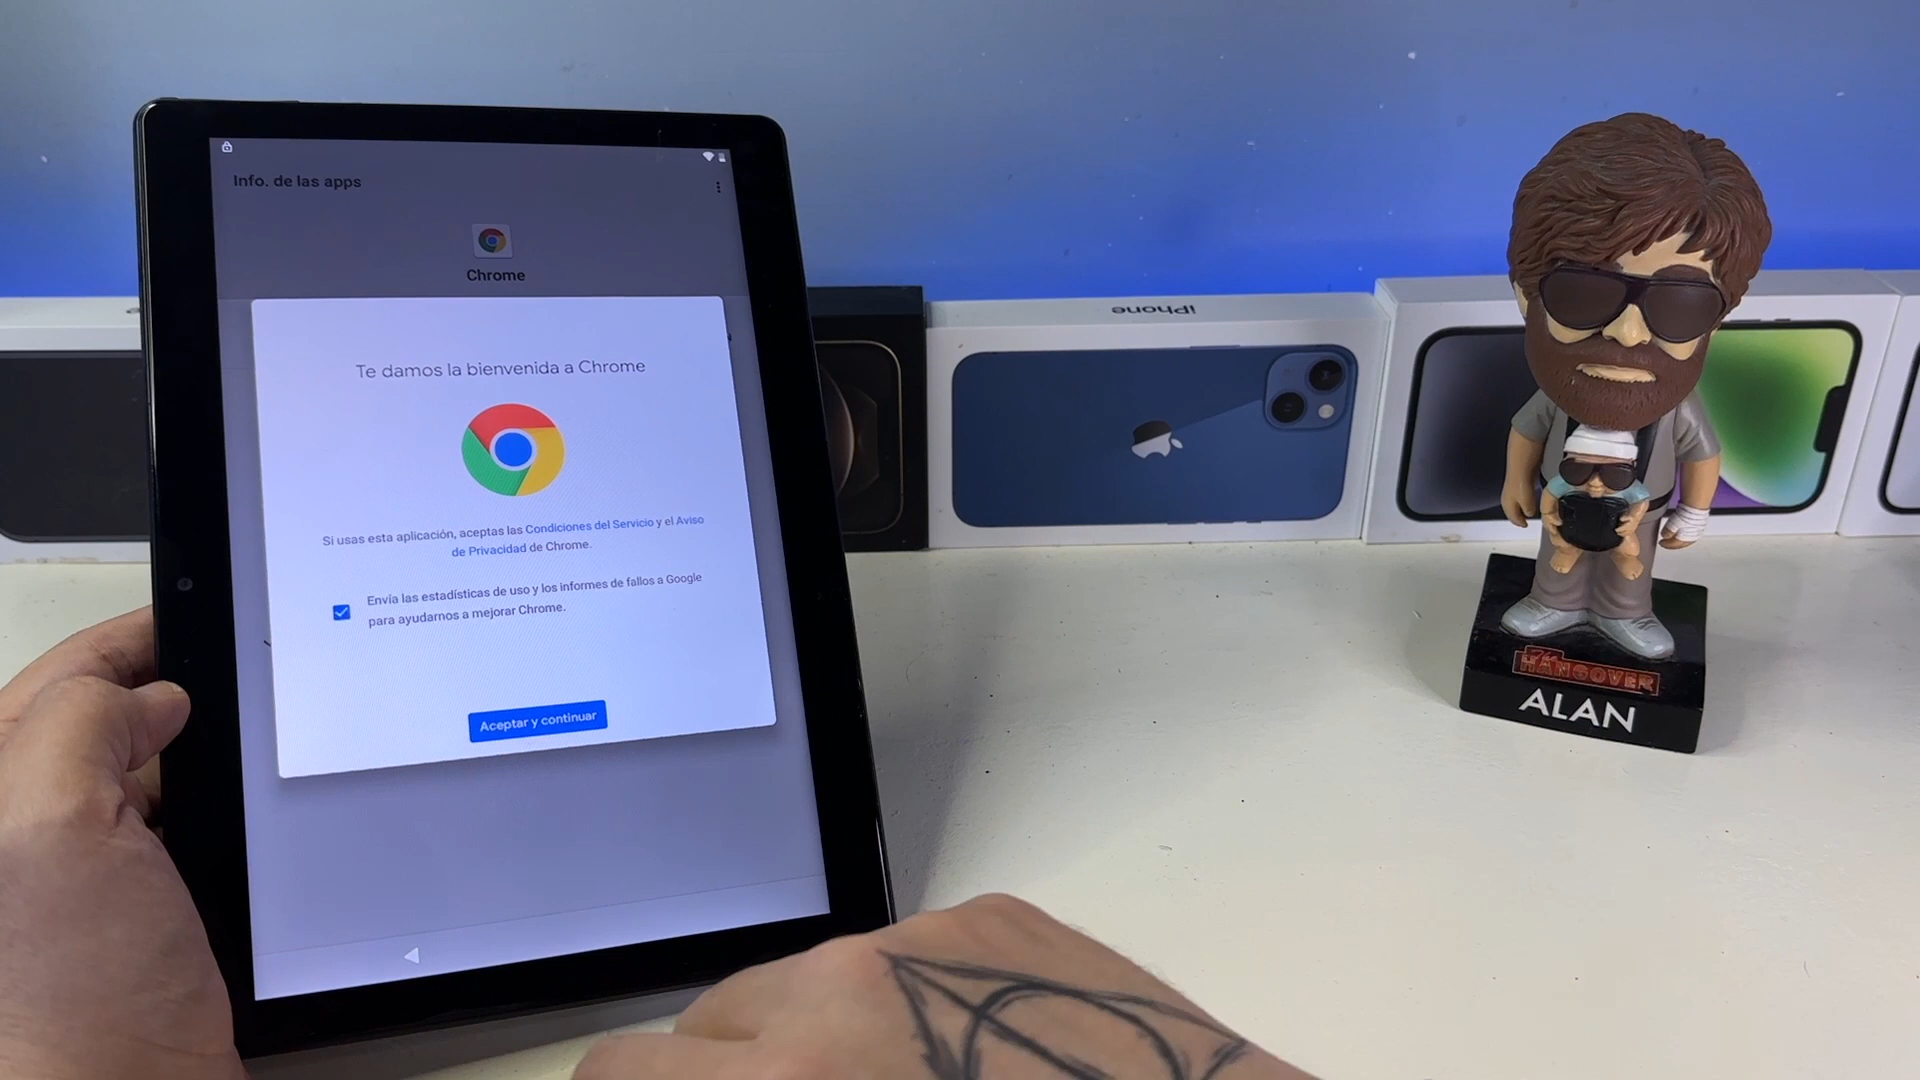 Info. de las apps
Chrome
Te damos la bienvenida a Chrome
Si usas esta aplicación, aceptas las Condiciones del Servicio y el Aviso
de Privacidad de Chrome.
Envía las estadísticas de uso y los informes de fallos a Google
para ayudarnos a mejorar Chrome.
Aceptar y continuar
iPhone
The
HANGOVER
ALAN